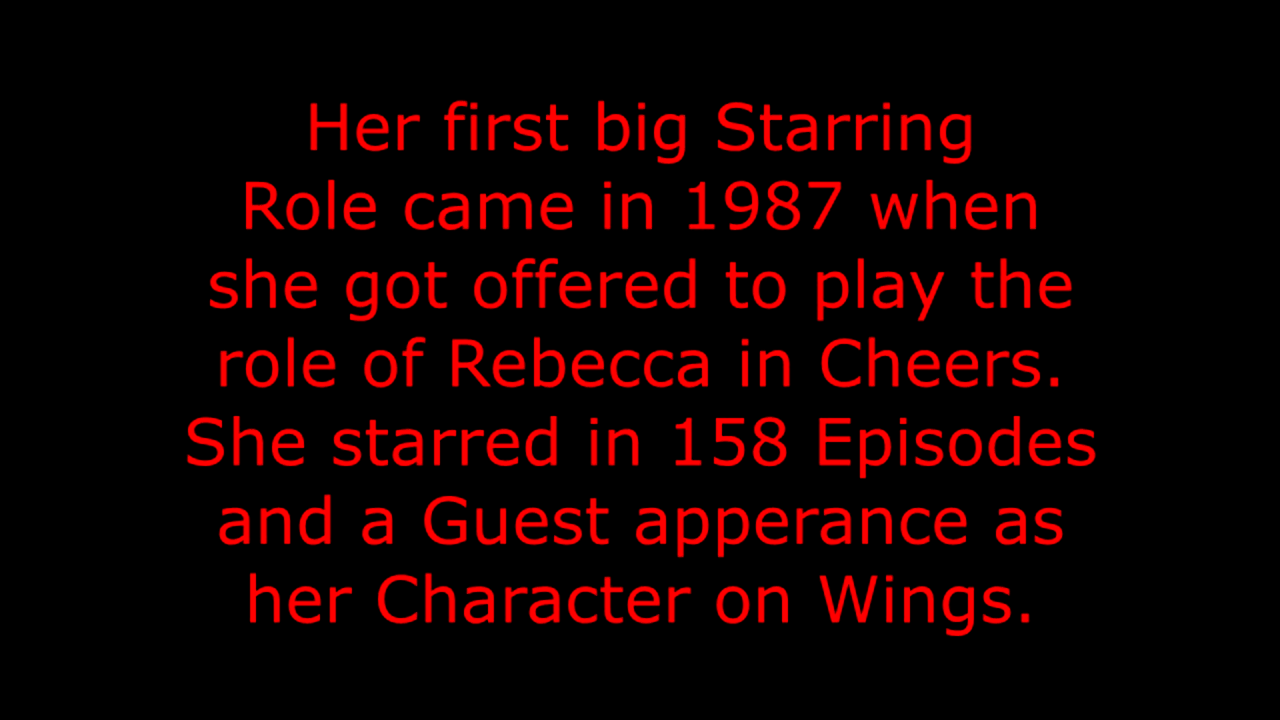 Her first big Starring
Role came in 1987 when
she got offered to play the
role of Rebecca in Cheers.
She starred in 158 Episodes
and a Guest apperance as
her Character on Wings.